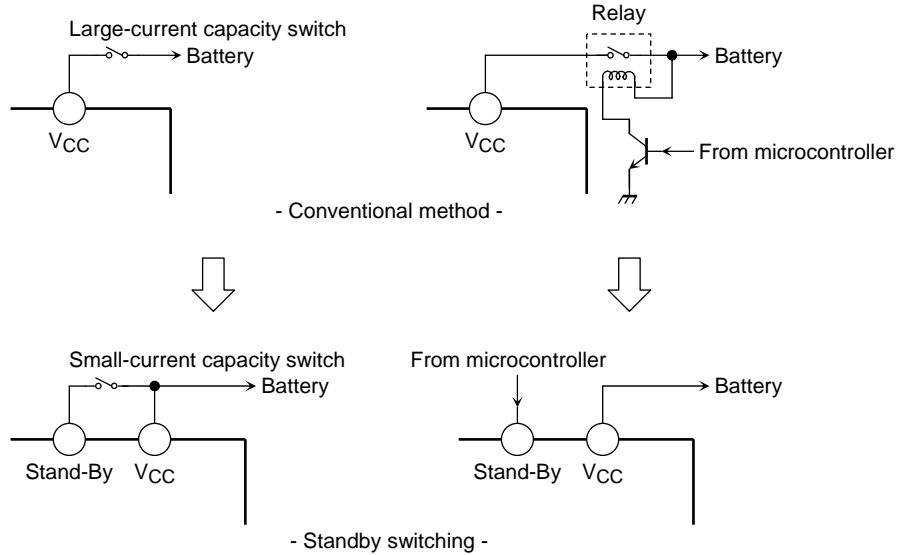 Large-current capacity switch
Battery
VCC
Relay
Battery
VCC
From microcontroller
- Conventional method -
Small-current capacity switch
Battery
Stand-By
VCC
From microcontroller
Battery
Stand-By
VCC
- Standby switching -